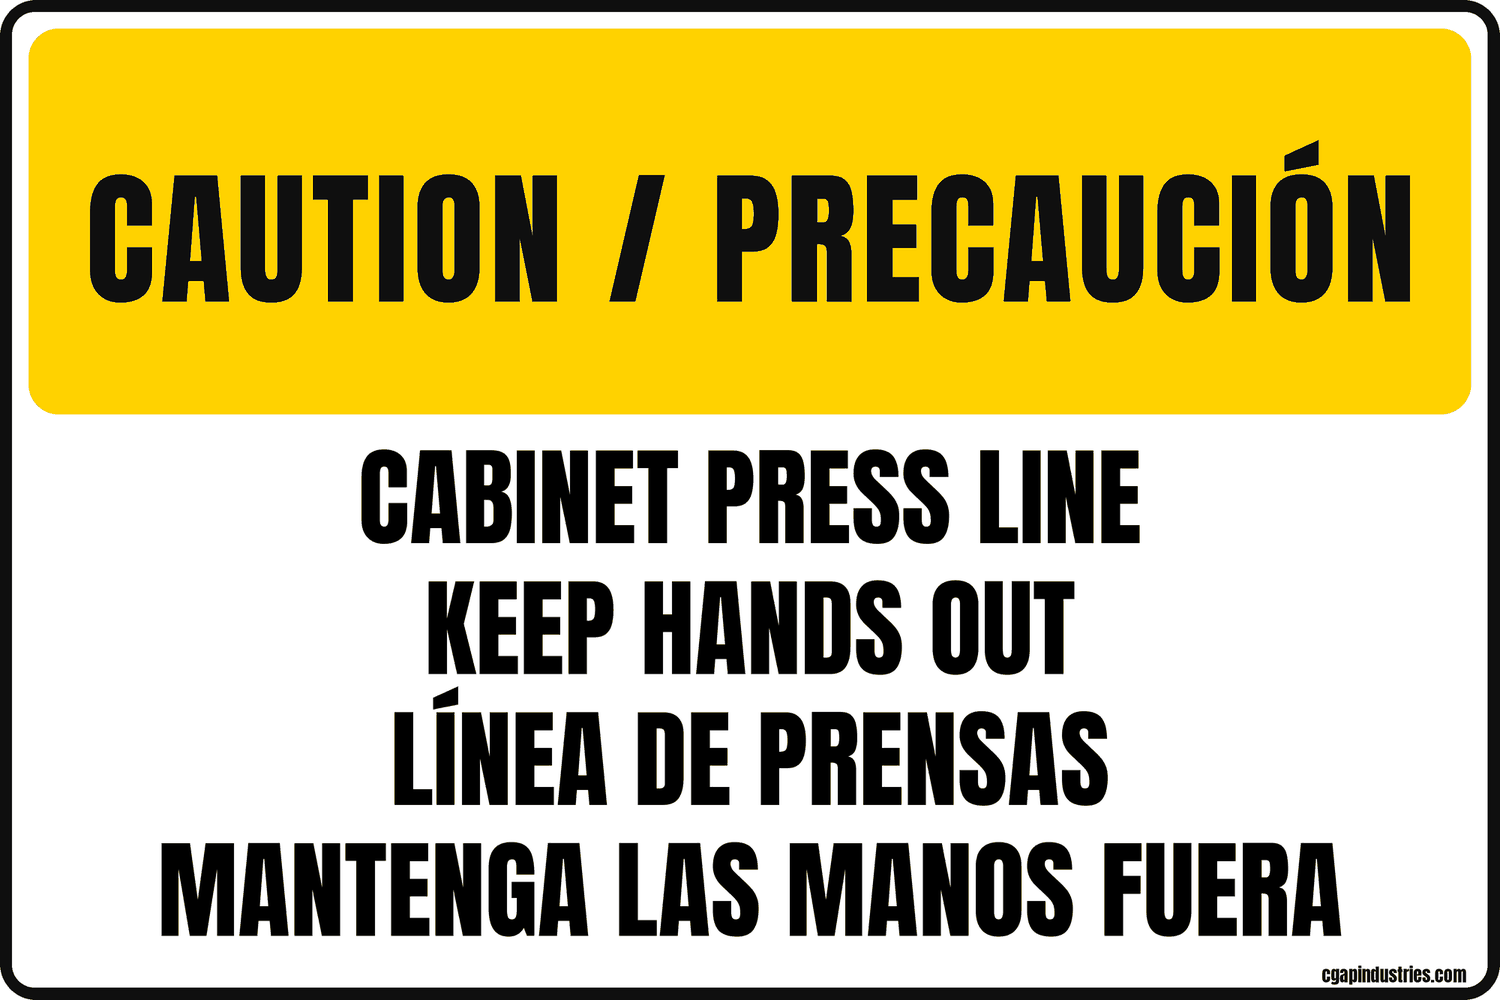 CAUTION / PRECAUCIÓN
CABINET PRESS LINE
KEEP HANDS OUT
LÍNEA DE PRENSAS
MANTENGA LAS MANOS FUERA
cgapindustries.com